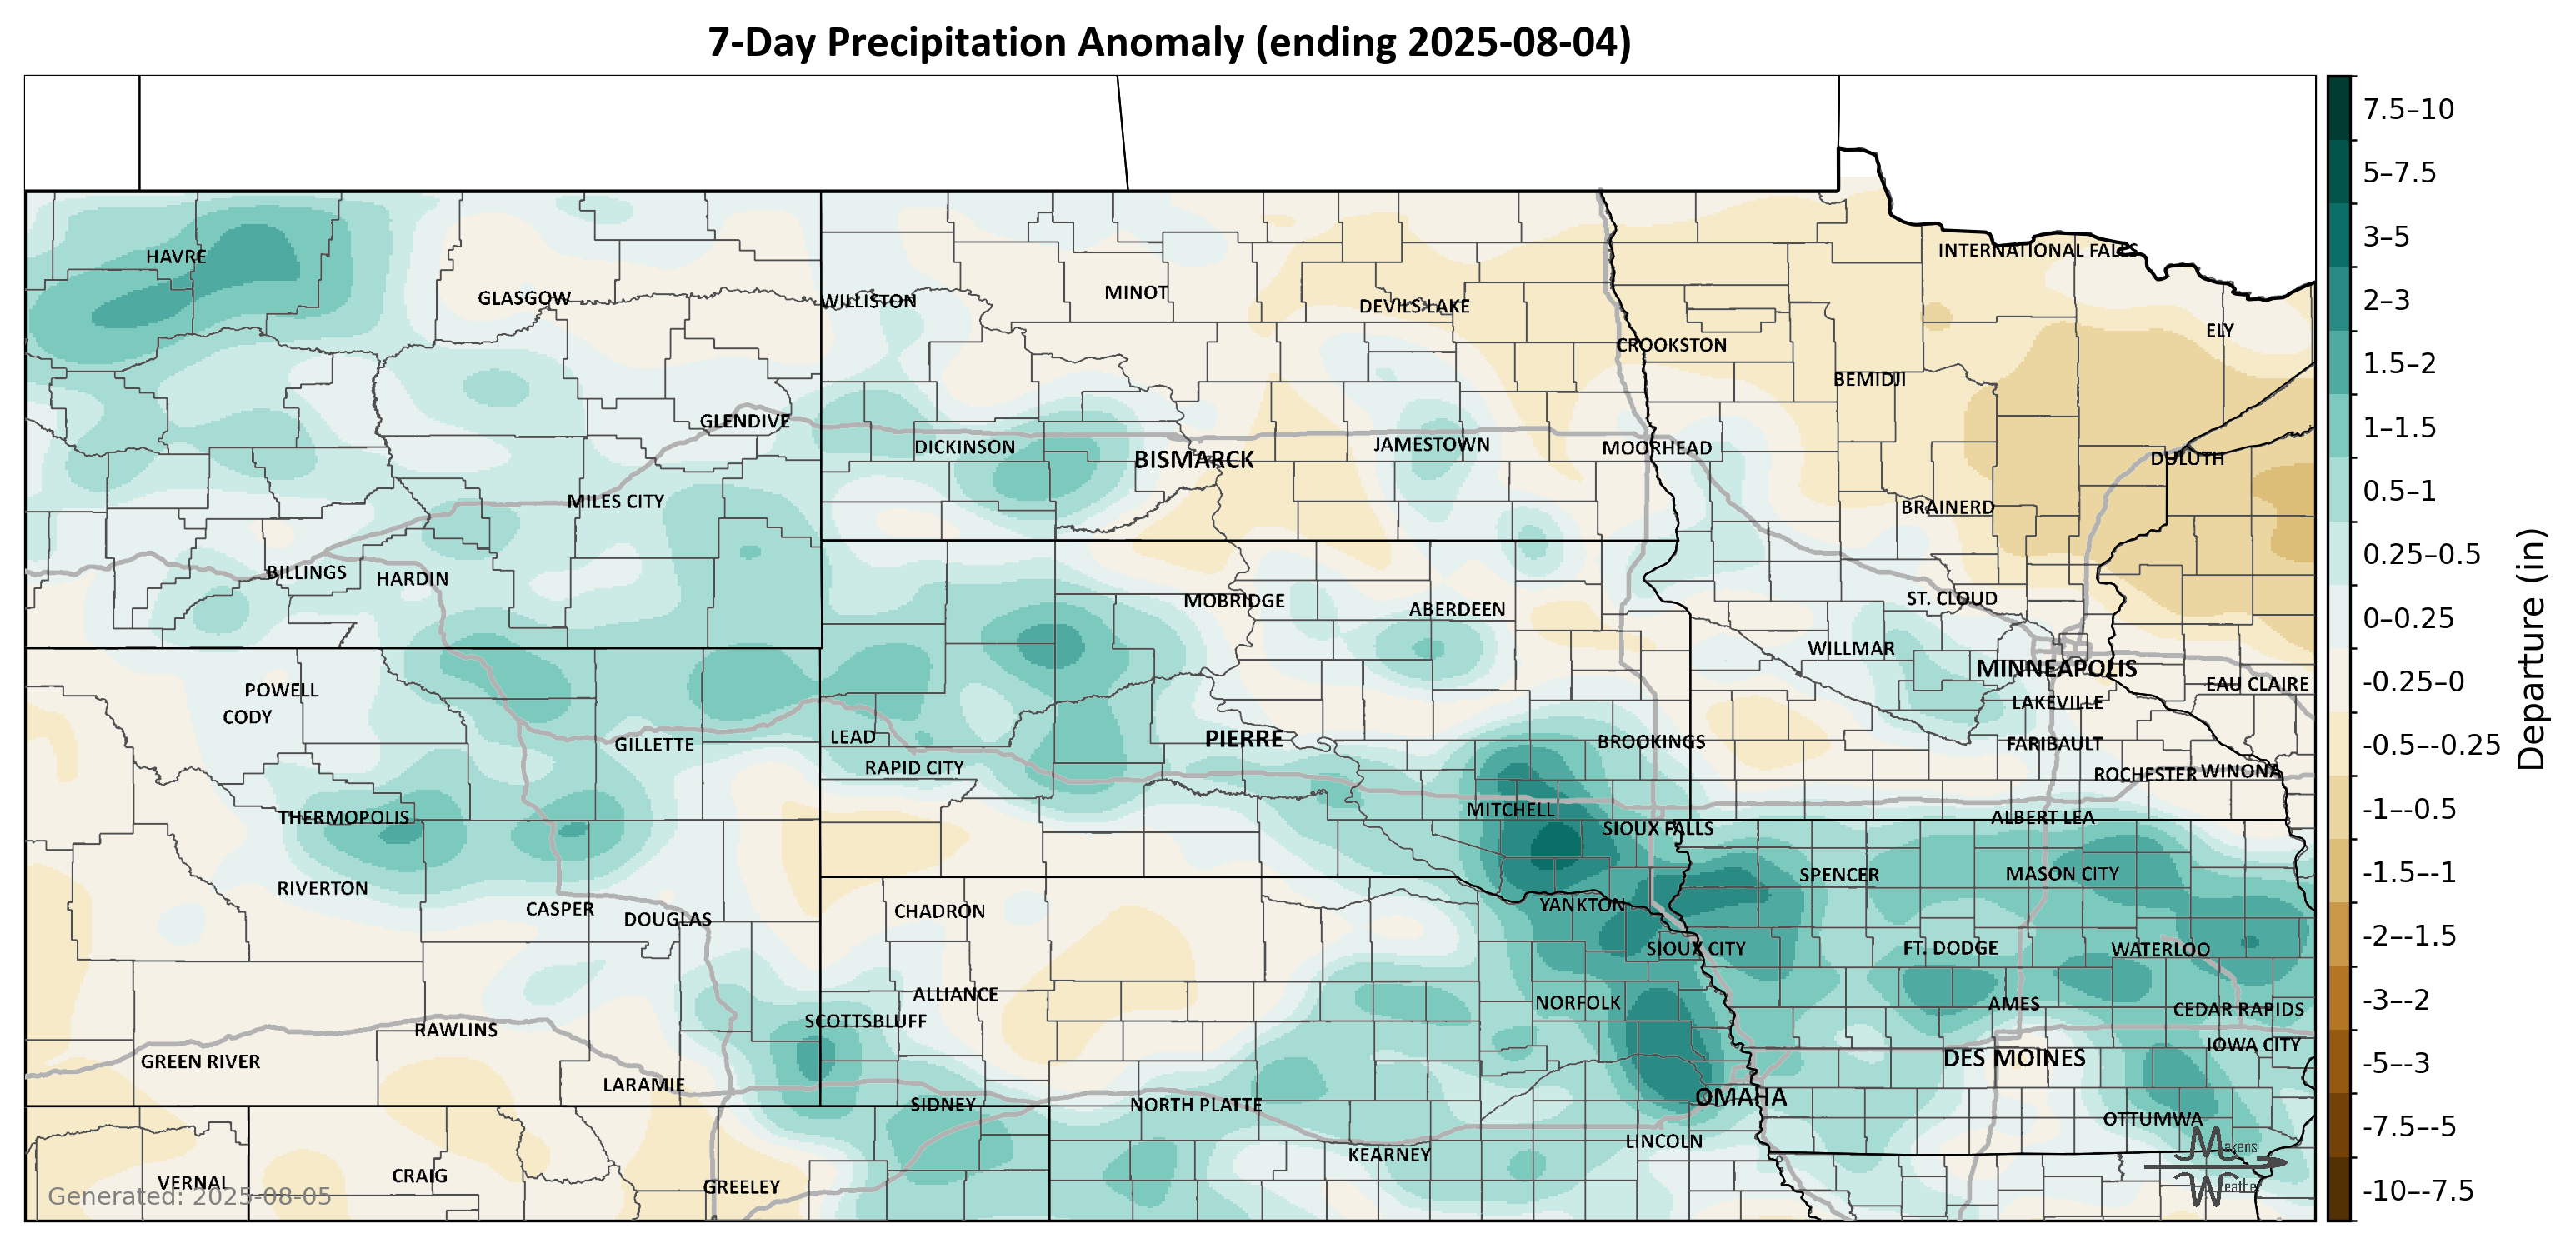 7-Day Precipitation Anomaly (ending 2025-08-04)
HAVRE
INTERNATIONAL FALLS
GLASGOW
WILLISTON
MINOT
DEVILS LAKE
CROOKSTON
ELY
BEMIDJI
GLENDIVE
DICKINSON
BISMARCK
JAMESTOWN
MOORHEAD
DULUTH
MILES CITY
BRAINERD
BILLINGS
HARDIN
MOBRIDGE
ABERDEEN
ST. CLOUD
WILLMAR
MINNEAPOLIS
POWELL
EAU CLAIRE
CODY
LAKEVILLE
GILLETTE
LEAD
PIERRE
BROOKINGS
FARIBAULT
RAPID CITY
ROCHESTER
WINONA
THERMOPOLIS
MITCHELL
SIOUX FALLS
ALBERT LEA
RIVERTON
SPENCER
MASON CITY
CASPER
DOUGLAS
CHADRON
YANKTON
SIOUX CITY
FT. DODGE
WATERLOO
ALLIANCE
NORFOLK
AMES
CEDAR RAPIDS
SCOTTSBLUFF
RAWLINS
GREEN RIVER
DES MOINES
IOWA CITY
LARAMIE
SIDNEY
NORTH PLATTE
OMAHA
OTTUMWA
LINCOLN
KEARNEY
VERNAL
CRAIG
GREELEY
Generated: 2025-08-05
Makens
Weather
7.5–10
5–7.5
3–5
2–3
1.5–2
1–1.5
0.5–1
0.25–0.5
0–0.25
-0.25–0
-0.5–-0.25
-1–-0.5
-1.5–-1
-2–-1.5
-3–-2
-5–-3
-7.5–-5
-10–-7.5
Departure (in)